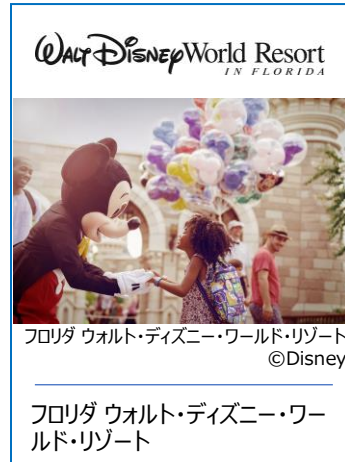 WALT DISNEY World Resort
IN FLORIDA
フロリダ ウォルト・ディズニー・ワールド・リゾート
©Disney
フロリダ ウォルト・ディズニー・ワー
ルド・リゾート